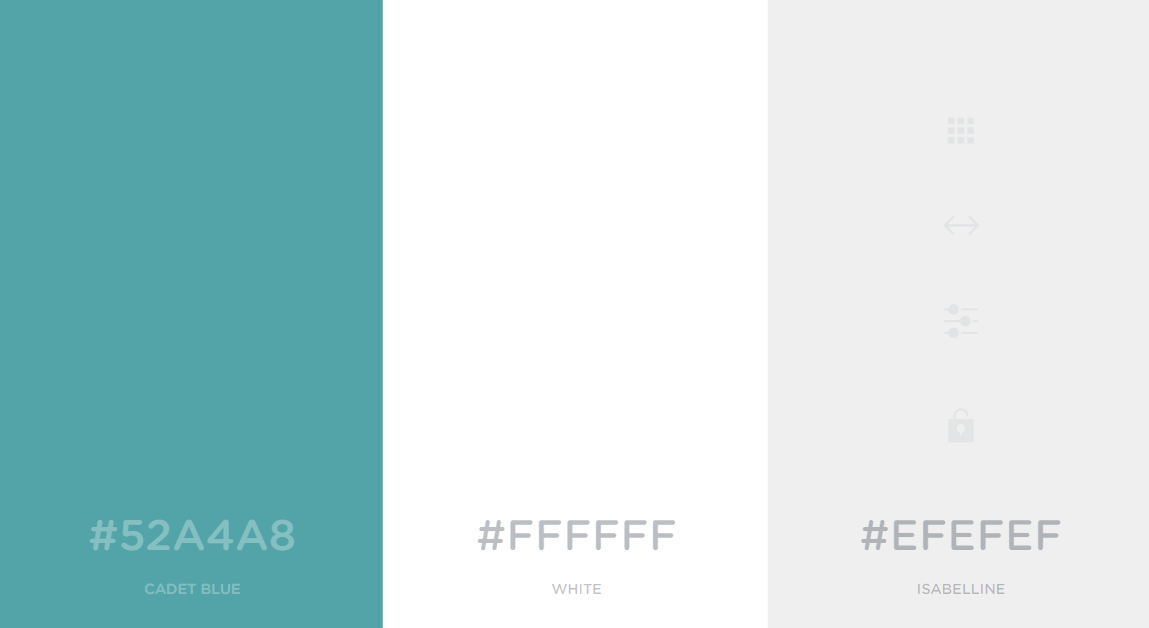 #52A4A8
CADET BLUE
#FFFFFF
WHITE
#EFEFEF
ISABELLINE